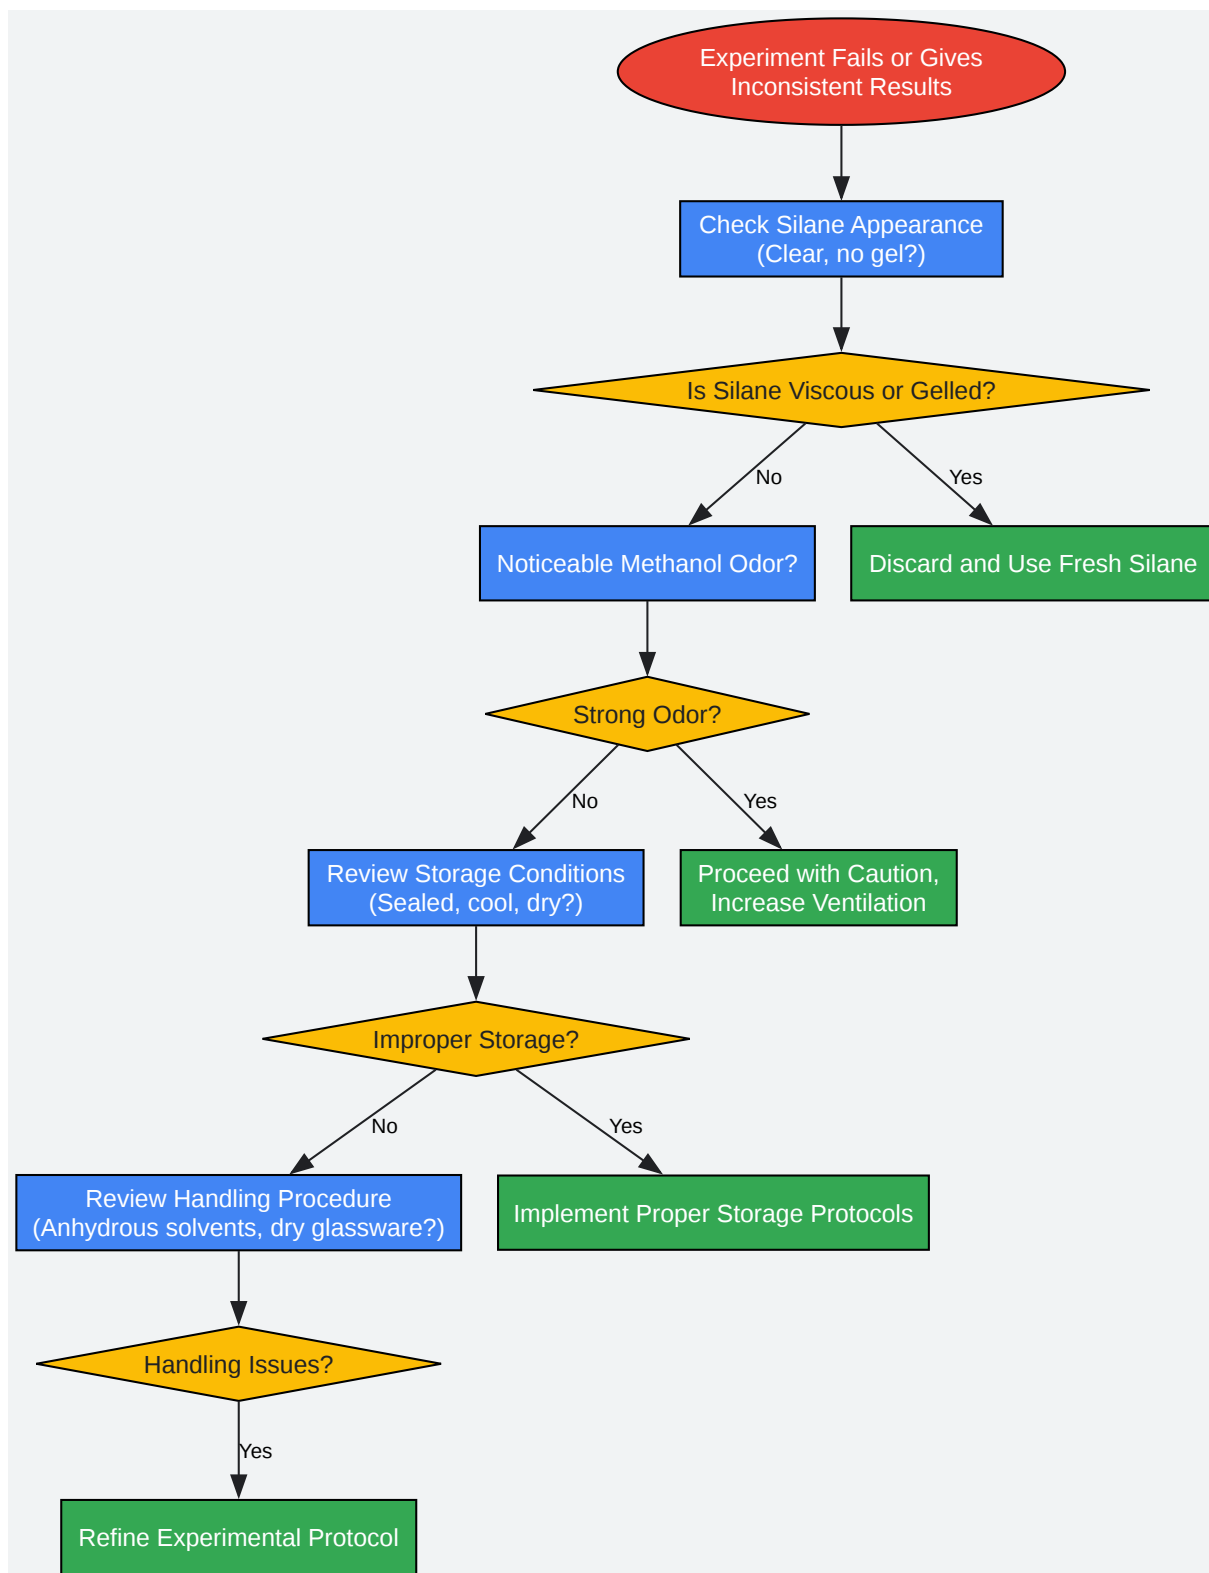 Experiment Fails or Gives
Inconsistent Results
Check Silane Appearance
(Clear, no gel?)
Is Silane Viscous or Gelled?
No
Yes
Noticeable Methanol Odor?
Discard and Use Fresh Silane
Strong Odor?
No
Yes
Review Storage Conditions
(Sealed, cool, dry?)
Proceed with Caution,
Increase Ventilation
Improper Storage?
No
Yes
Review Handling Procedure
(Anhydrous solvents, dry glassware?)
Implement Proper Storage Protocols
Handling Issues?
Yes
Refine Experimental Protocol